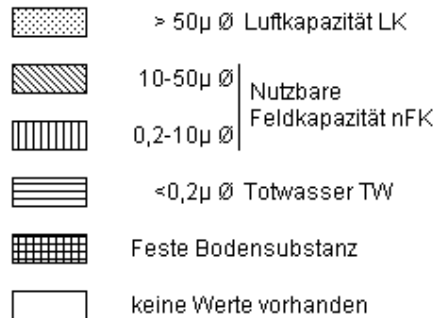 > 50µ Ø Luftkapazität LK
10-50µ Ø
Nutzbare
Feldkapazität nFK
0,2-10µ Ø
<0,2µ Ø Totwasser TW
Feste Bodensubstanz
keine Werte vorhanden